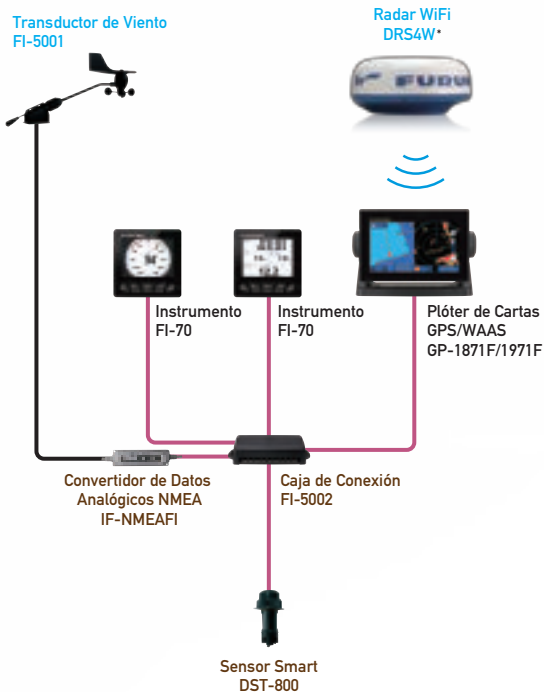 Transductor de Viento
FI-5001
Radar WiFi
DRS4W*
FURU
Instrumento
FI-70
Instrumento
FI-70
Plóter de Cartas
GPS/WAAS
GP-1871F/1971F
Convertidor de Datos
Analógicos NMEA
IF-NMEAFI
Caja de Conexión
FI-5002
Sensor Smart
DST-800